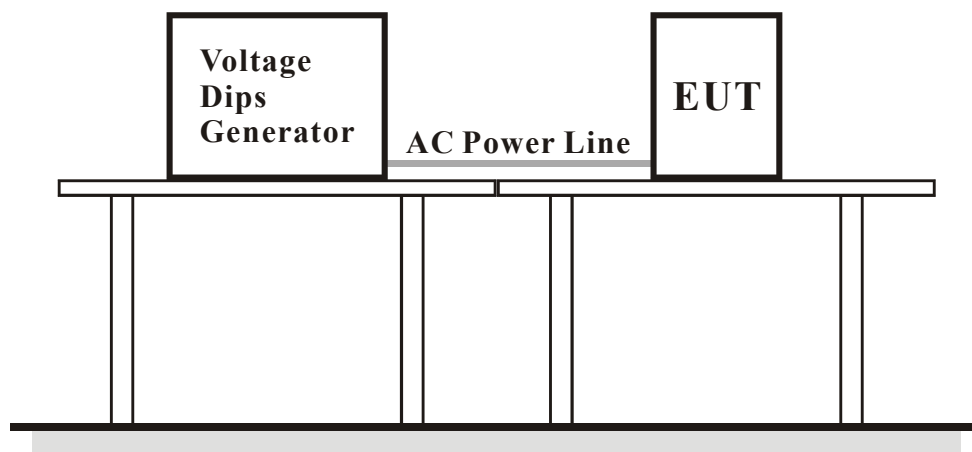 Voltage
Dips
Generator
EUT
AC Power Line